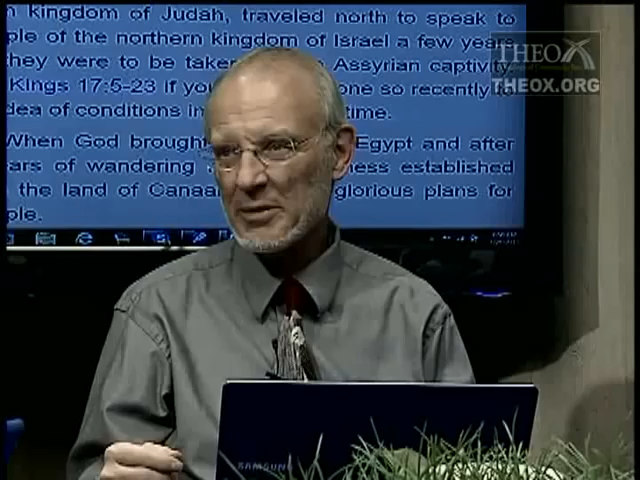 kingdom of Judah, traveled north to speak to
ple of the northern kingdom of Israel a few years
they were to be taken Assyrian captivity
Kings 17:5-23 if you one so recently to
dea of conditions in time.
When God brought Egypt and after
ars of wandering ness established
the land of Canaan glorious plans for
ple.
THEOX
THEOX.ORG
SAMSUNG